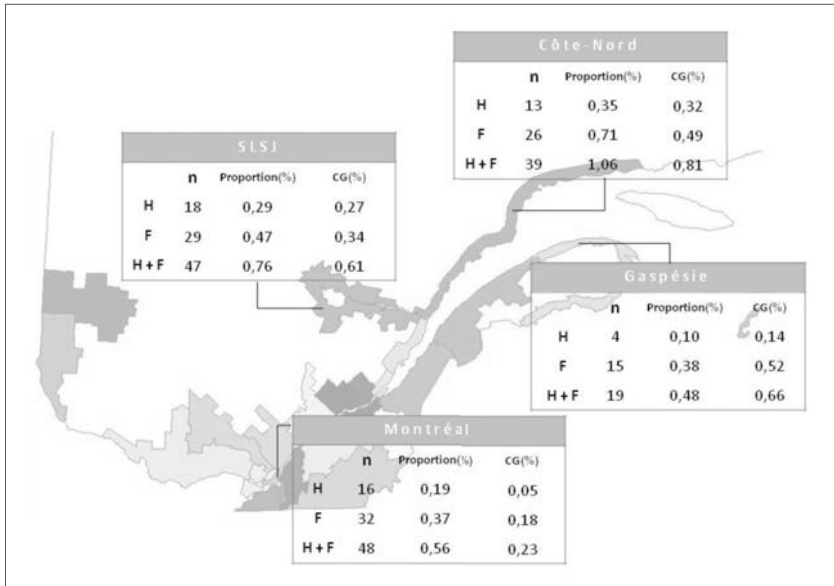 Côte-Nord
n Proportion(%) CG(%)
H 13 0,35 0,32
F 26 0,71 0,49
H + F 39 1,06 0,81
SLSJ
n Proportion(%) CG(%)
H 18 0,29 0,27
F 29 0,47 0,34
H + F 47 0,76 0,61
Gaspésie
n Proportion(%) CG(%)
H 4 0,10 0,14
F 15 0,38 0,52
H + F 19 0,48 0,66
Montréal
n Proportion(%) CG(%)
H 16 0,19 0,05
F 32 0,37 0,18
H + F 48 0,56 0,23